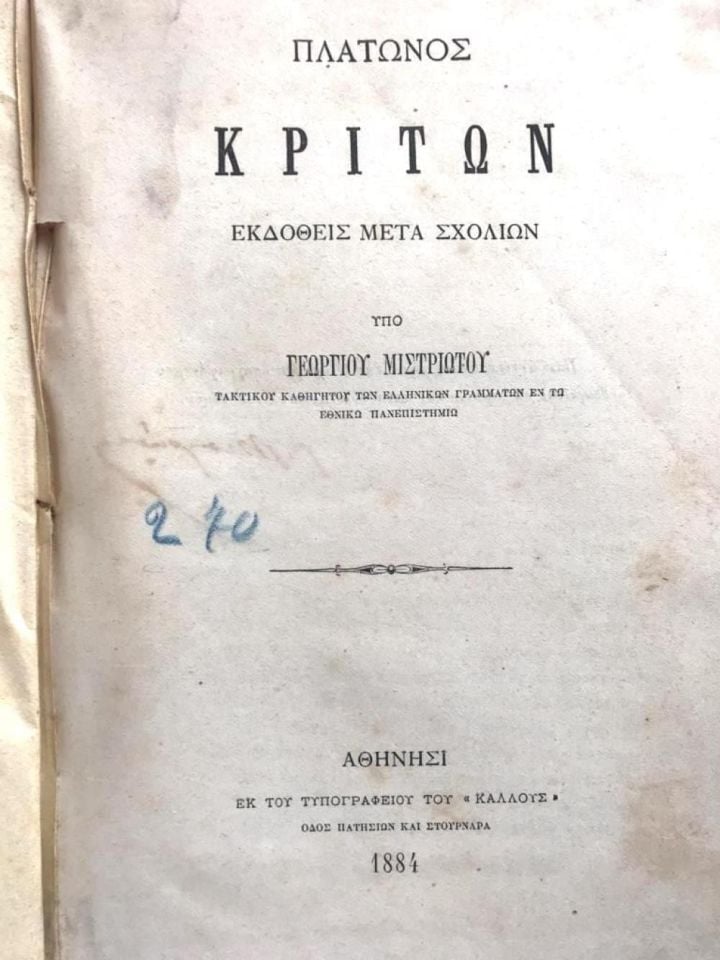 ΠΛΑΤΩΝΟΣ
ΚΡΙΤΩΝ
ΕΚΔΟΘΕΙΣ ΜΕΤΑ ΣΧΟΛΙΩΝ
ΥΠΟ
ΓΕΩΡΓΙΟΥ ΜΙΣΤΡΙΩΤΟΥ
ΤΑΚΤΙΚΟΥ ΚΑΘΗΓΗΤΟΥ ΤΩΝ ΕΛΛΗΝΙΚΩΝ ΓΡΑΜΜΑΤΩΝ ΕΝ ΤΩ
ΕΘΝΙΚΩ ΠΑΝΕΠΙΣΤΗΜΙΩ
2 70
ΑΘΗΝΗΣΙ
ΕΚ ΤΟΥ ΤΥΠΟΓΡΑΦΕΙΟΥ ΤΟΥ « ΚΑΛΛΟΥΣ »
ΟΔΟΣ ΠΑΤΗΣΙΩΝ ΚΑΙ ΣΤΟΥΡΝΑΡΑ
1884